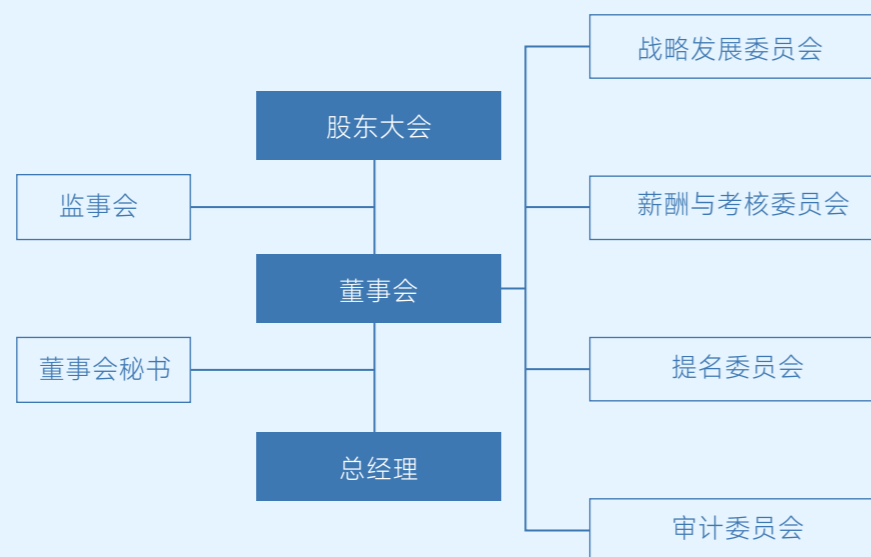 战略发展委员会
股东大会
监事会
薪酬与考核委员会
董事会
董事会秘书
提名委员会
总经理
审计委员会